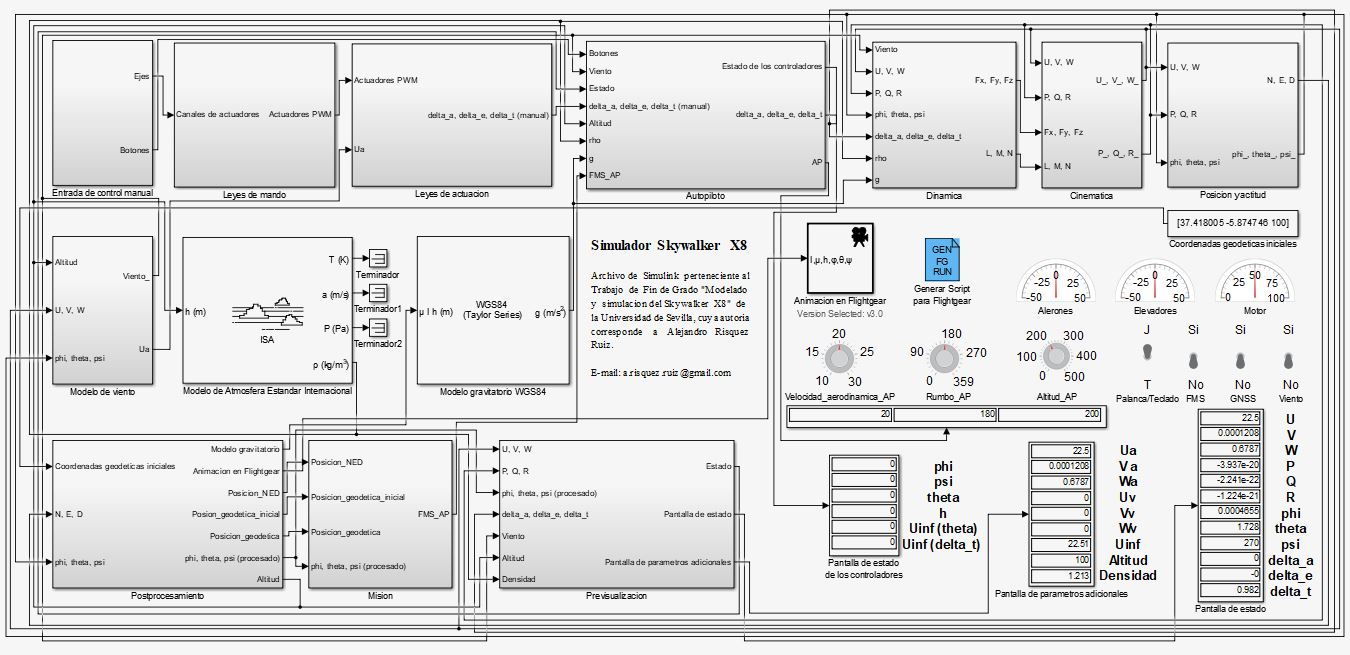 Ejes
Botones
Entrada de control manual
Canales de actuadores
Actuadores PWM
Leyes de mando
Actuadores PWM
Ua
delta_a, delta_e, delta_t (manual)
Leyes de actuacion
Botones
Viento
Estado
delta_a, delta_e, delta_t (manual)
Altitud
rho
g
FMS_AP
Estado de los controladores
delta_a, delta_e, delta_t
AP
Autopiloto
Viento
U, V, W
P, Q, R
phi, theta, psi
delta_a, delta_e, delta_t
rho
g
Fx, Fy, Fz
L, M, N
Dinamica
U, V, W
P, Q, R
Fx, Fy, Fz
L, M, N
U_, V_, W_
P_, Q_, R_
Cinematica
U, V, W
P, Q, R
phi, theta, psi
N, E, D
phi_, theta_, psi_
Posicion y actitud
[37.418005 -5.874746 100]
Coordenadas geodeticas iniciales
Altitud
U, V, W
phi, theta, psi
Viento_
Ua
Modelo de viento
h (m)
ISA
T (K)
a (m/s)
P (Pa)
ρ (kg/m³)
Modelo de Atmosfera Estandar Internacional
Terminador
Terminador1
Terminador2
μ l h (m)
WGS84
(Taylor Series)
g (m/s²)
Modelo gravitatorio WGS84
Simulador Skywalker X8
Archivo de Simulink perteneciente al
Trabajo de Fin de Grado "Modelado
y simulacion del Skywalker X8" de
la Universidad de Sevilla, cuya autoria
corresponde a Alejandro Risquez
Ruiz.
E-mail: a.risquez.ruiz@gmail.com
l,μ,h,φ,θ,ψ
Animacion en Flightgear
Version Selected: v3.0
GEN
FG
RUN
Generar Script
para Flightgear
-50 -25 0 25 50
Alerones
-50 -25 0 25 50
Elevadores
0 25 50 75 100
Motor
10 15 20 25 30
Velocidad_aerodinamica_AP
0 90 180 270 359
Rumbo_AP
0 100 200 300 400 500
Altitud_AP
J
T
Palanca/Teclado
Si
No
FMS
Si
No
GNSS
Si
No
Viento
20 180 200
Coordenadas geodeticas iniciales
N, E, D
phi, theta, psi
Modelo gravitatorio
Animacion en Flightgear
Posicion_NED
Posion_geodetica_inicial
Posicion_geodetica
phi, theta, psi (procesado)
Altitud
Postprocesamiento
Posicion_NED
Posicion_geodetica_inicial
Posicion_geodetica
phi, theta, psi (procesado)
FMS_AP
Mision
U, V, W
P, Q, R
phi, theta, psi (procesado)
delta_a, delta_e, delta_t
Viento
Altitud
Densidad
Estado
Pantalla de estado
Pantalla de parametros adicionales
Previsualizacion
0 phi
0 psi
0 theta
0 h
0 Uinf (theta)
0 Uinf (delta_t)
Pantalla de estado
de los controladores
22.5 Ua
0.0001208 Va
0.6787 Wa
0 Uv
0 Vv
0 Wv
22.51 Uinf
100 Altitud
1.213 Densidad
Pantalla de parametros adicionales
22.5 U
0.0001208 V
0.6787 W
-3.937e-20 P
-2.241e-22 Q
-1.224e-21 R
0.0004655 phi
1.728 theta
270 psi
0 delta_a
-0 delta_e
0.982 delta_t
Pantalla de estado